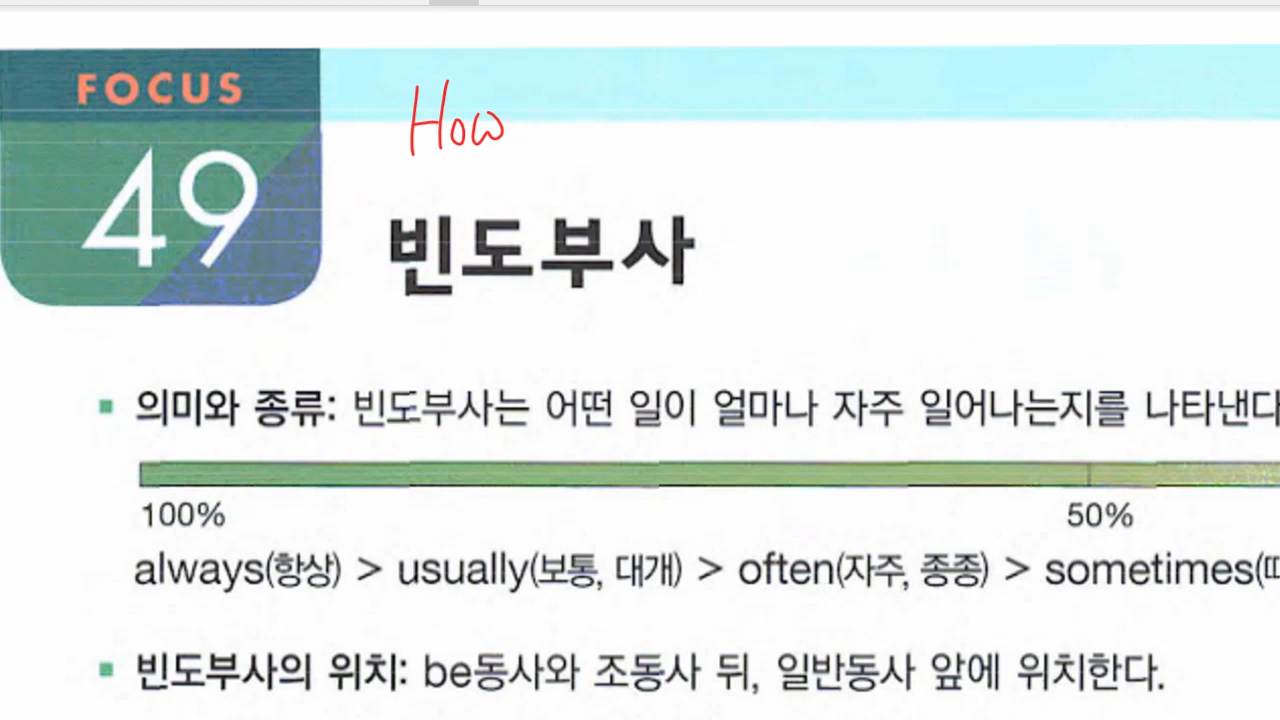 FOCUS
49
How
빈도부사
의미와 종류: 빈도부사는 어떤 일이 얼마나 자주 일어나는지를 나타낸다
100%
50%
always(항상) > usually(보통, 대개) > often(자주, 종종) > sometimes(
빈도부사의 위치: be동사와 조동사 뒤, 일반동사 앞에 위치한다.